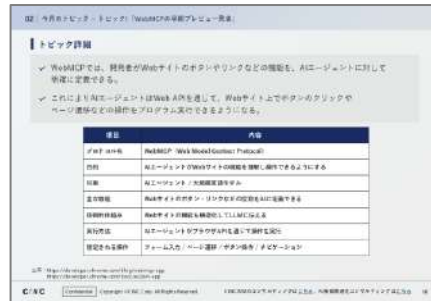 02 | 今月のトピック - トピック1「WebMCPの早期プレビュー発表」
トピック詳細
✓ WebMCPでは、開発者がWebサイトのボタンやリンクなどの機能を、AIエージェントに対して
明確に定義できる。
✓ これによりAIエージェントはWeb APIを通じて、Webサイト上でボタンのクリックや
ページ遷移などの操作をプログラム実行できるようになる。
項目 内容
プロトコル名 WebMCP（Web Model Context Protocol）
目的 AIエージェントがWebサイトの機能を理解し操作できるようにする
対象 AIエージェント / 大規模言語モデル
主な機能 Webサイトのボタン・リンクなどの役割をAIに定義できる
技術的仕組み Webサイトの機能を構造化してLLMに伝える
実行方法 AIエージェントがブラウザAPIを通じて操作を実行
想定される操作 フォーム入力 / ページ遷移 / ボタン操作 / ナビゲーション
出典：
CINC Confidential Copyright © CINC Corp. All Rights Reserved.